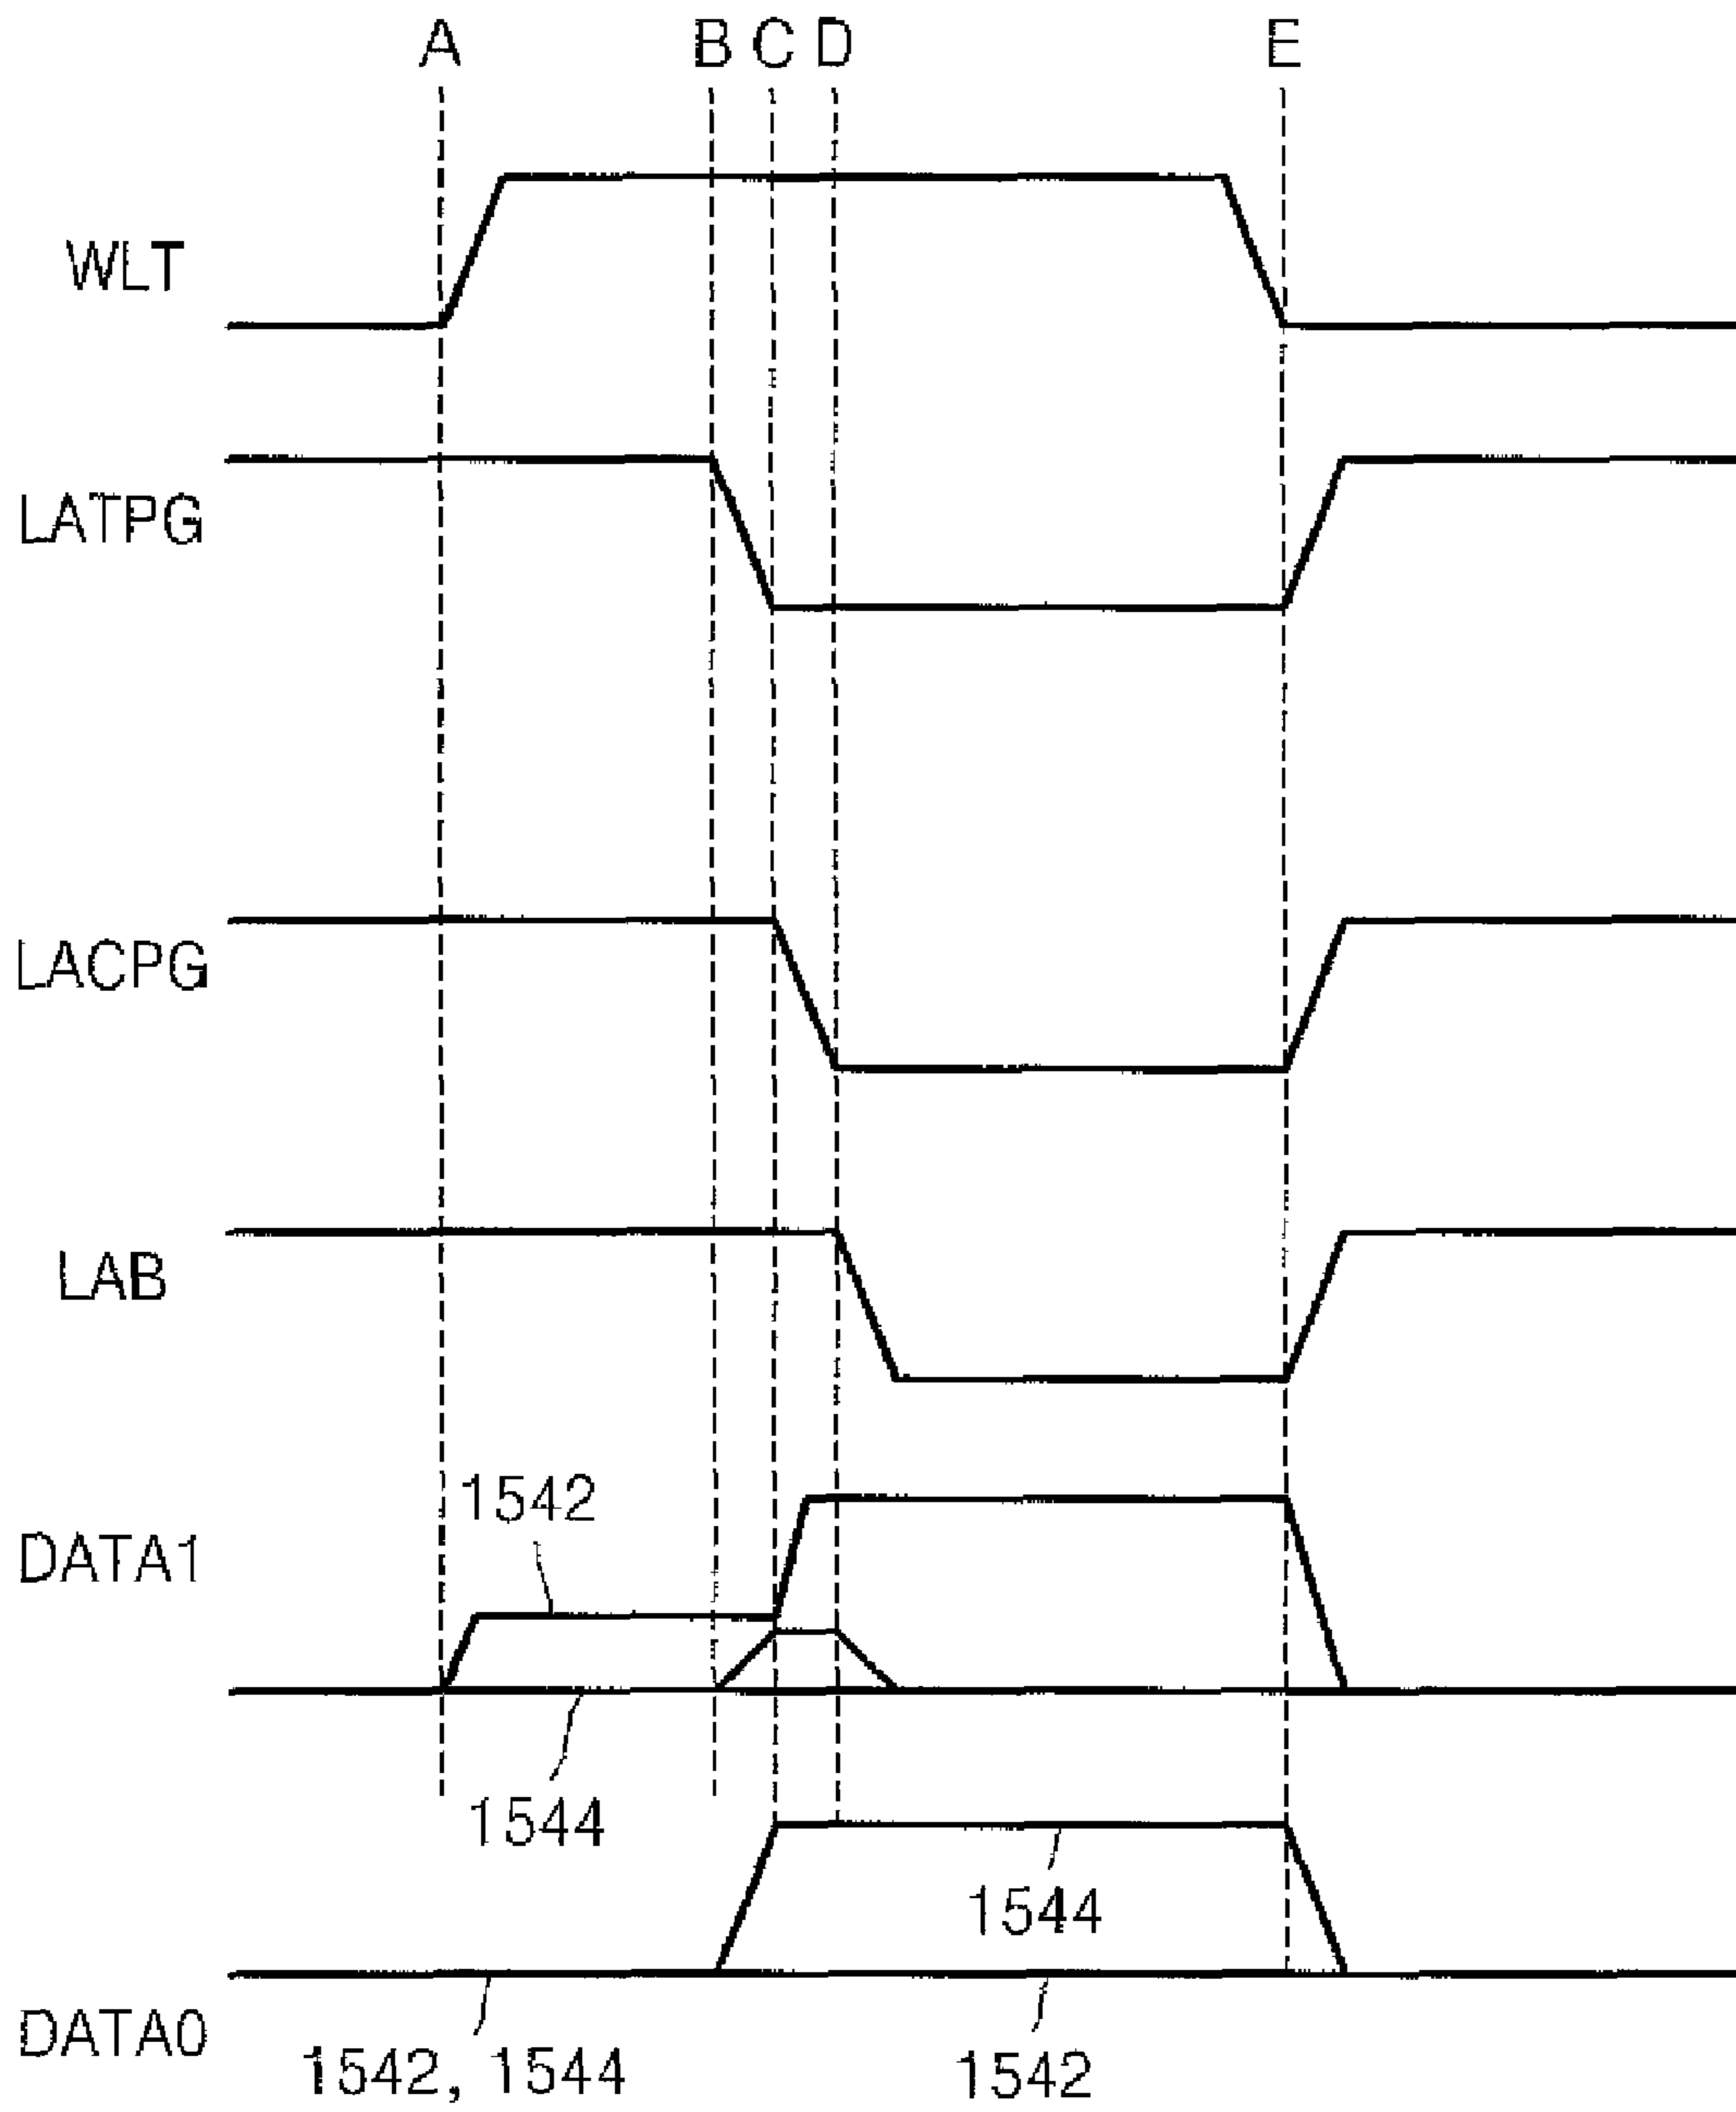 A B C D E
WLT
LATPG
LACPG
LAB
1542
DATA1
1544
1544
DATA0
1542, 1544 1542